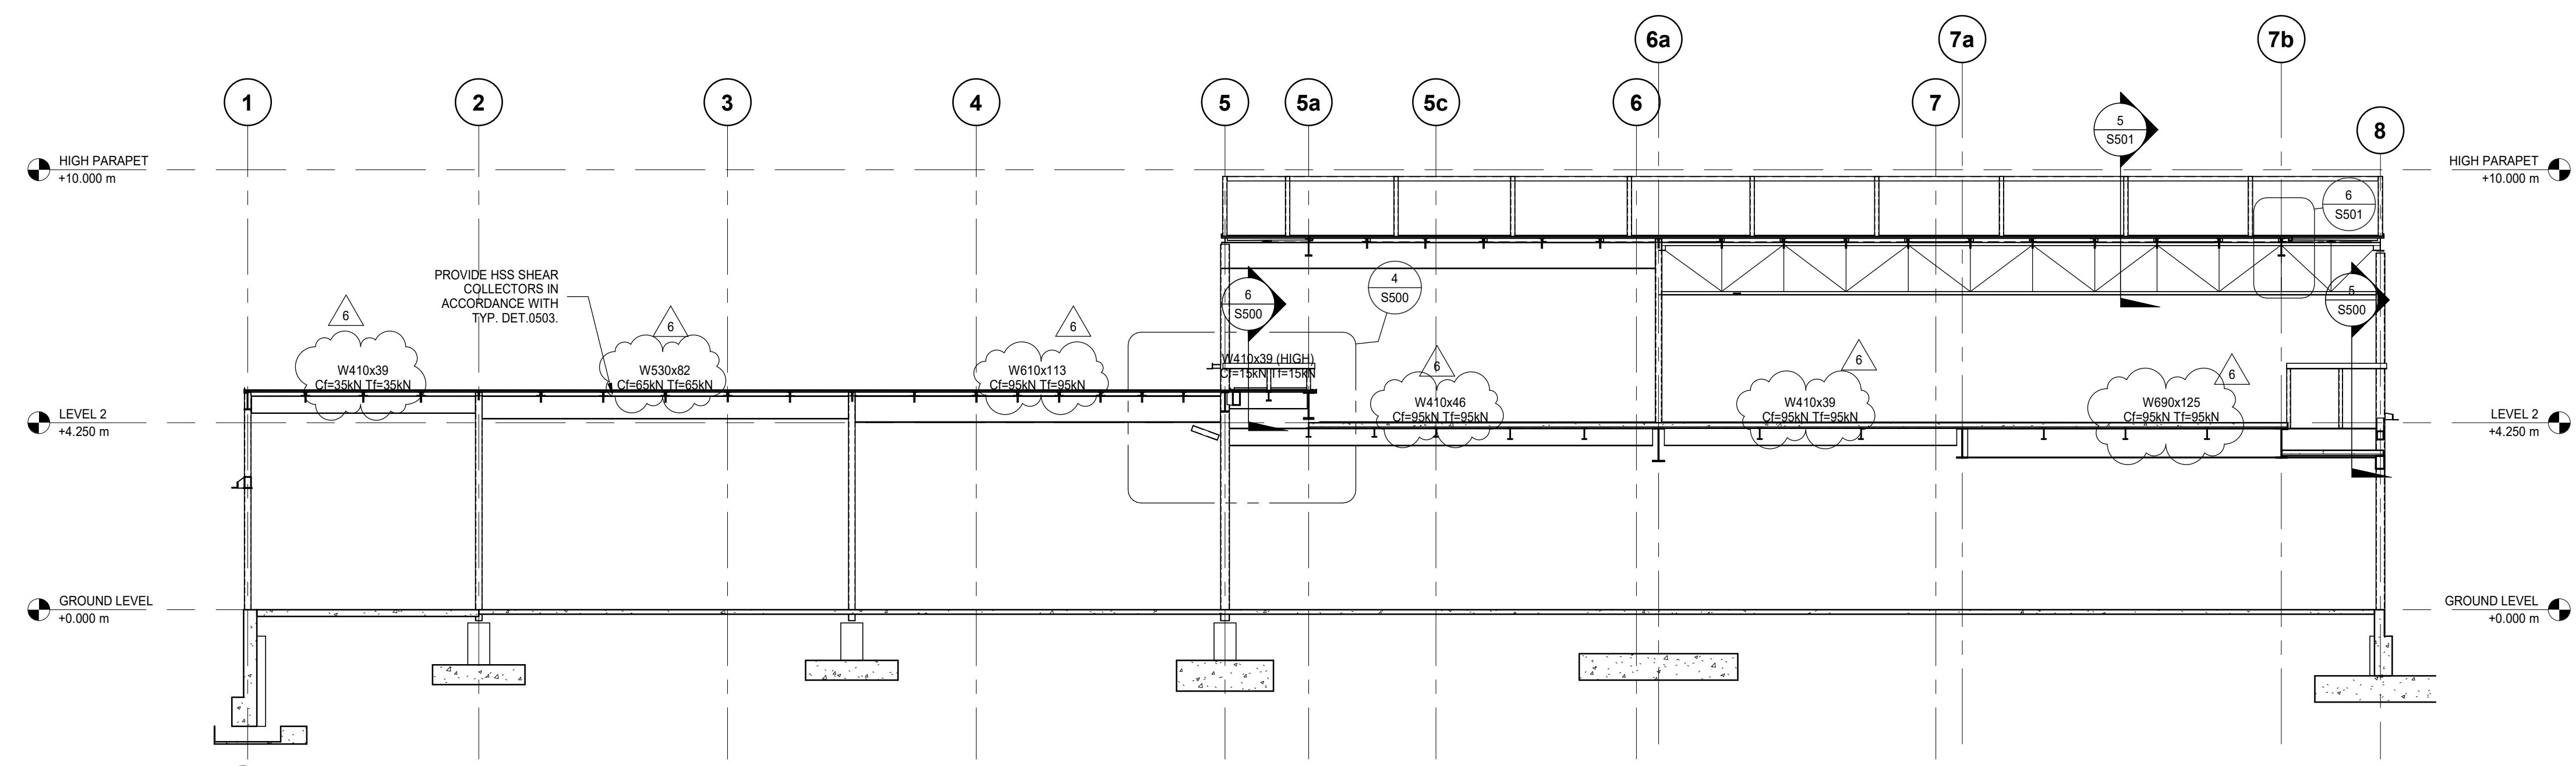 6a
7a
7b
1
2
3
4
5
5a
5c
6
7
8
5
S501
HIGH PARAPET
+10.000 m
HIGH PARAPET
+10.000 m
6
S501
PROVIDE HSS SHEAR
COLLECTORS IN
ACCORDANCE WITH
TYP. DET.0503.
6
S500
4
S500
5
S500
6
6
6
6
6
6
W410x39
Cf=35kN Tf=35kN
W530x82
Cf=65kN Tf=65kN
W610x113
Cf=95kN Tf=95kN
W410x39 (HIGH)
Cf=15kN Tf=15kN
W410x46
Cf=95kN Tf=95kN
W410x39
Cf=95kN Tf=95kN
W690x125
Cf=95kN Tf=95kN
LEVEL 2
+4.250 m
LEVEL 2
+4.250 m
GROUND LEVEL
+0.000 m
GROUND LEVEL
+0.000 m